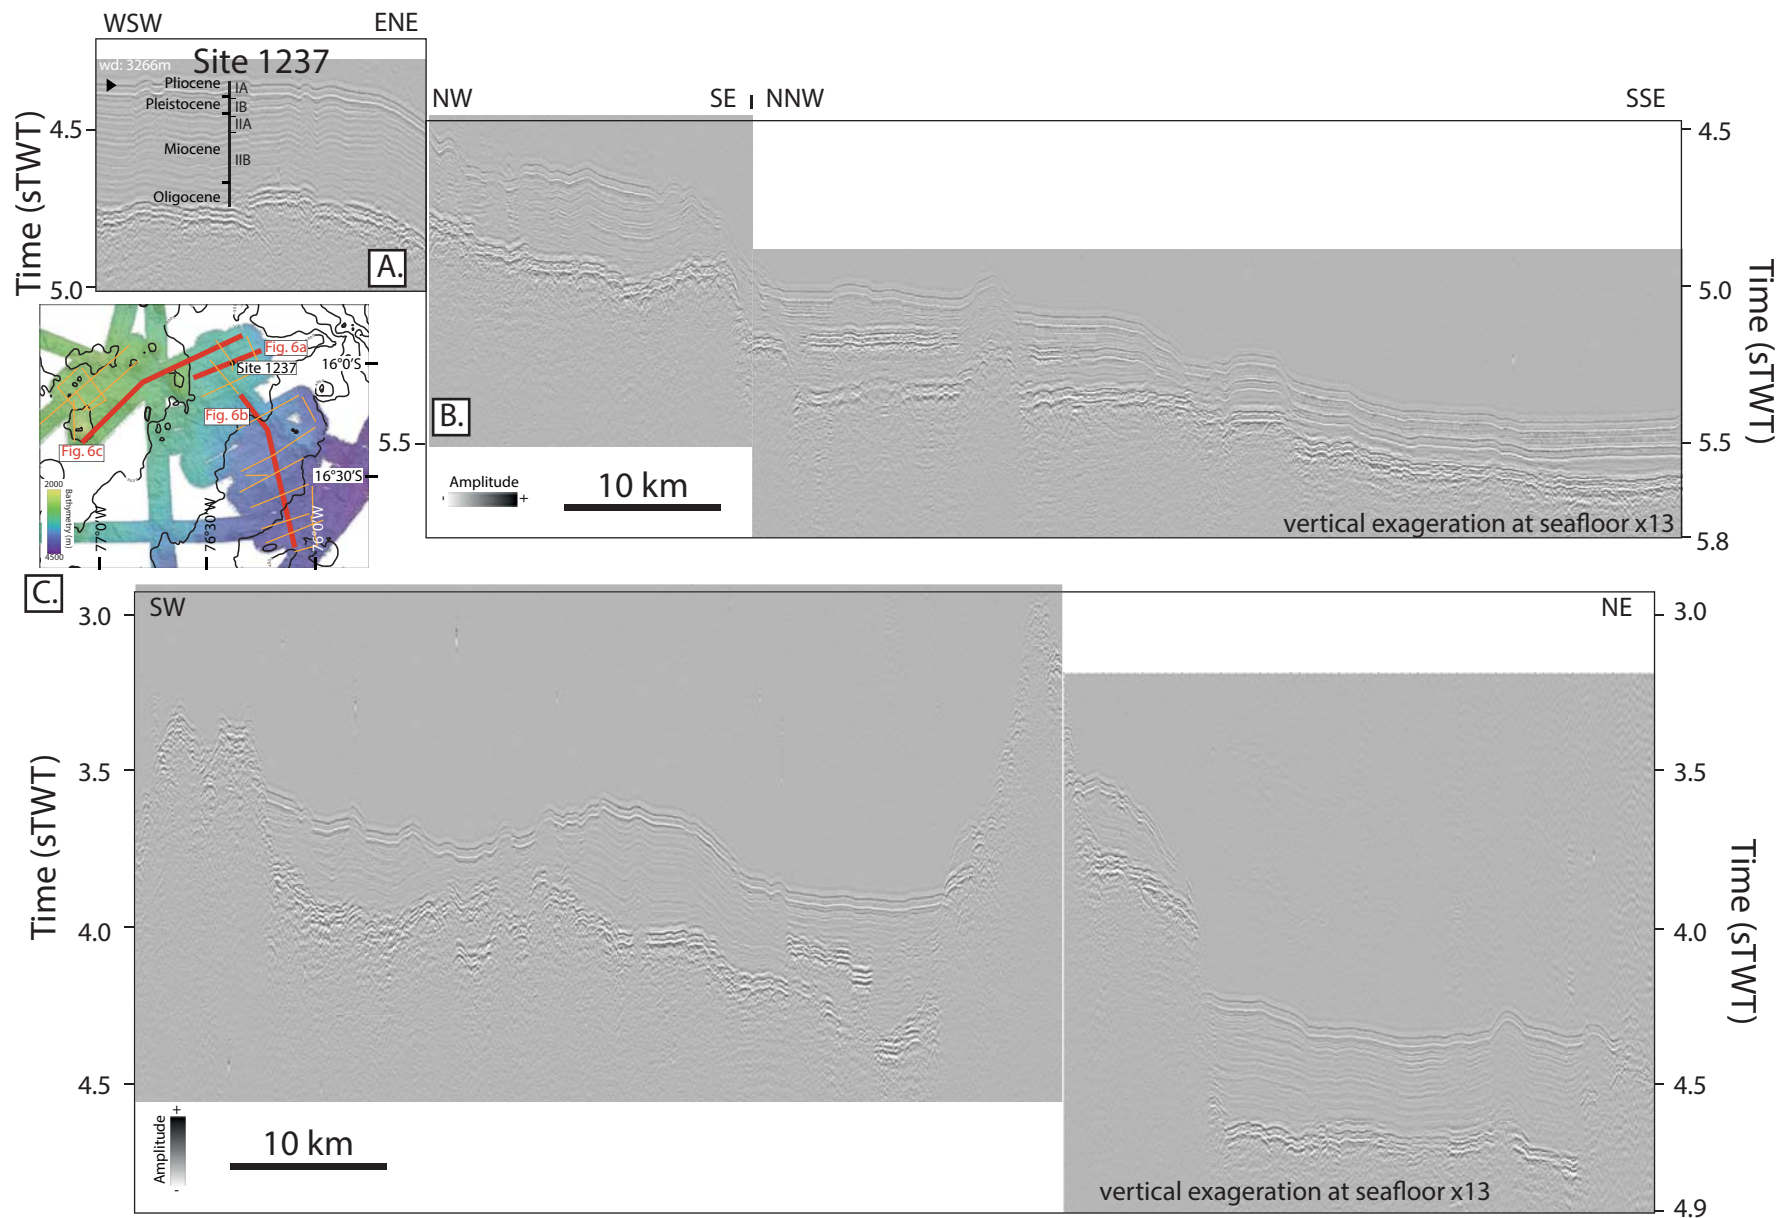 WSW ENE
Site 1237
wd: 3266m
Pliocene IA
Pleistocene IB
IIA
Miocene
IIB
Oligocene
4.5
5.0
Time (sTWT)
A.
NW SE NNW SSE
4.5
5.0
5.5
5.8
Time (sTWT)
5.5
B.
Amplitude
- +
10 km
vertical exageration at seafloor x13
Fig. 6a
Site 1237
16°0'S
Fig. 6b
Fig. 6c
16°30'S
2000
Bathymetry (m)
4500
77°0'W
76°30'W
76°0'W
C.
SW NE
3.0
3.5
4.0
4.5
Time (sTWT)
3.0
3.5
4.0
4.5
4.9
Time (sTWT)
Amplitude
+
-
10 km
vertical exageration at seafloor x13